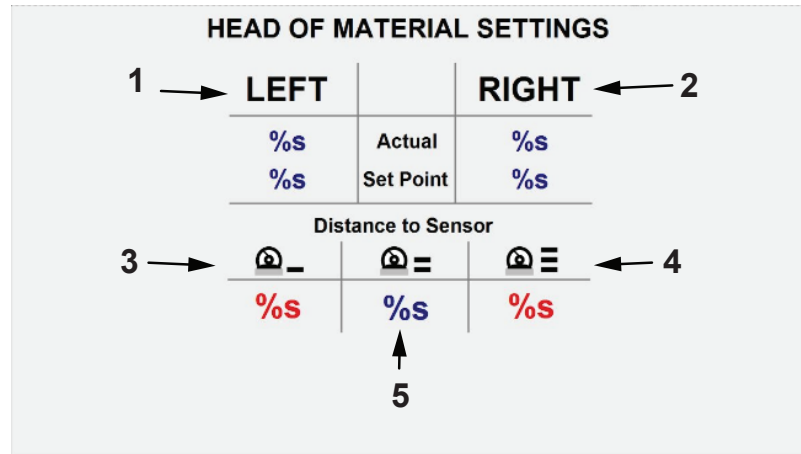 HEAD OF MATERIAL SETTINGS
1 LEFT RIGHT 2
%s Actual %s
%s Set Point %s
Distance to Sensor
3 4
%s %s %s
5